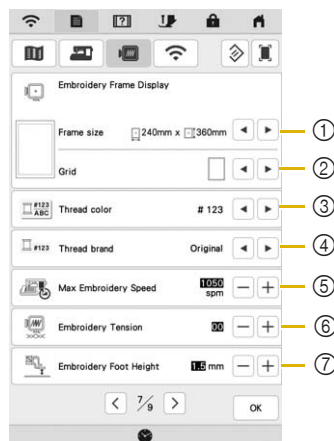 Embroidery Frame Display
Frame size 240mm x 360mm ①
Grid ②
#123
ABC
Thread color # 123 ③
#123 Thread brand Original ④
Max Embroidery Speed 1050
spm ⑤
Embroidery Tension 00 ⑥
Embroidery Foot Height 1.5 mm ⑦
< 7/9 > OK